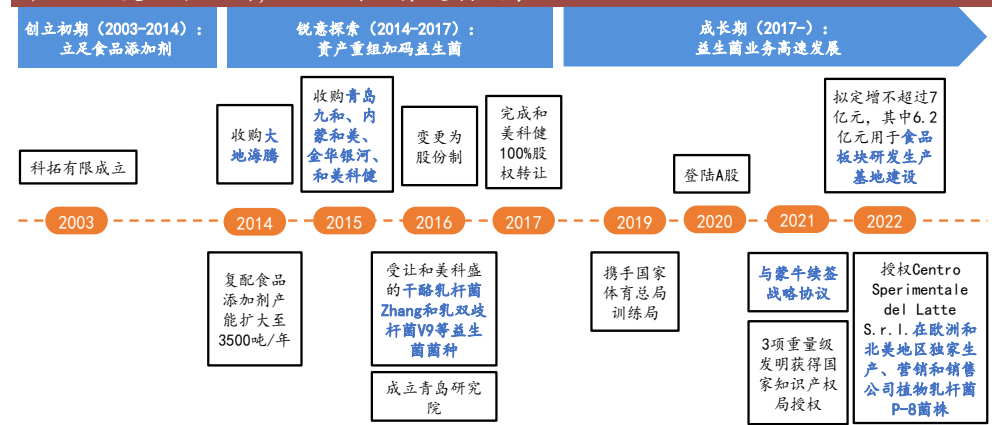 创立初期（2003-2014）：
立足食品添加剂
锐意探索（2014-2017）：
资产重组加码益生菌
成长期（2017-）：
益生菌业务高速发展
科拓有限成立
收购大
地海腾
收购青岛
九和、内
蒙和美、
金华银河、
和美科健
变更为
股份制
完成和
美科健
100%股
权转让
登陆A股
拟定增不超过7
亿元，其中6.2
亿元用于食品
板块研发生产
基地建设
2003
2014
2015
2016
2017
2019
2020
2021
2022
复配食品
添加剂产
能扩大至
3500吨/年
受让和美科盛
的干酪乳杆菌
Zhang和乳双歧
杆菌V9等益生
菌菌种
成立青岛研究
院
携手国家
体育总局
训练局
与蒙牛续签
战略协议
3项重量级
发明获得国
家知识产权
局授权
授权Centro
Sperimentale
del Latte
S.r.l.在欧洲和
北美地区独家生
产、营销和销售
公司植物乳杆菌
P-8菌株